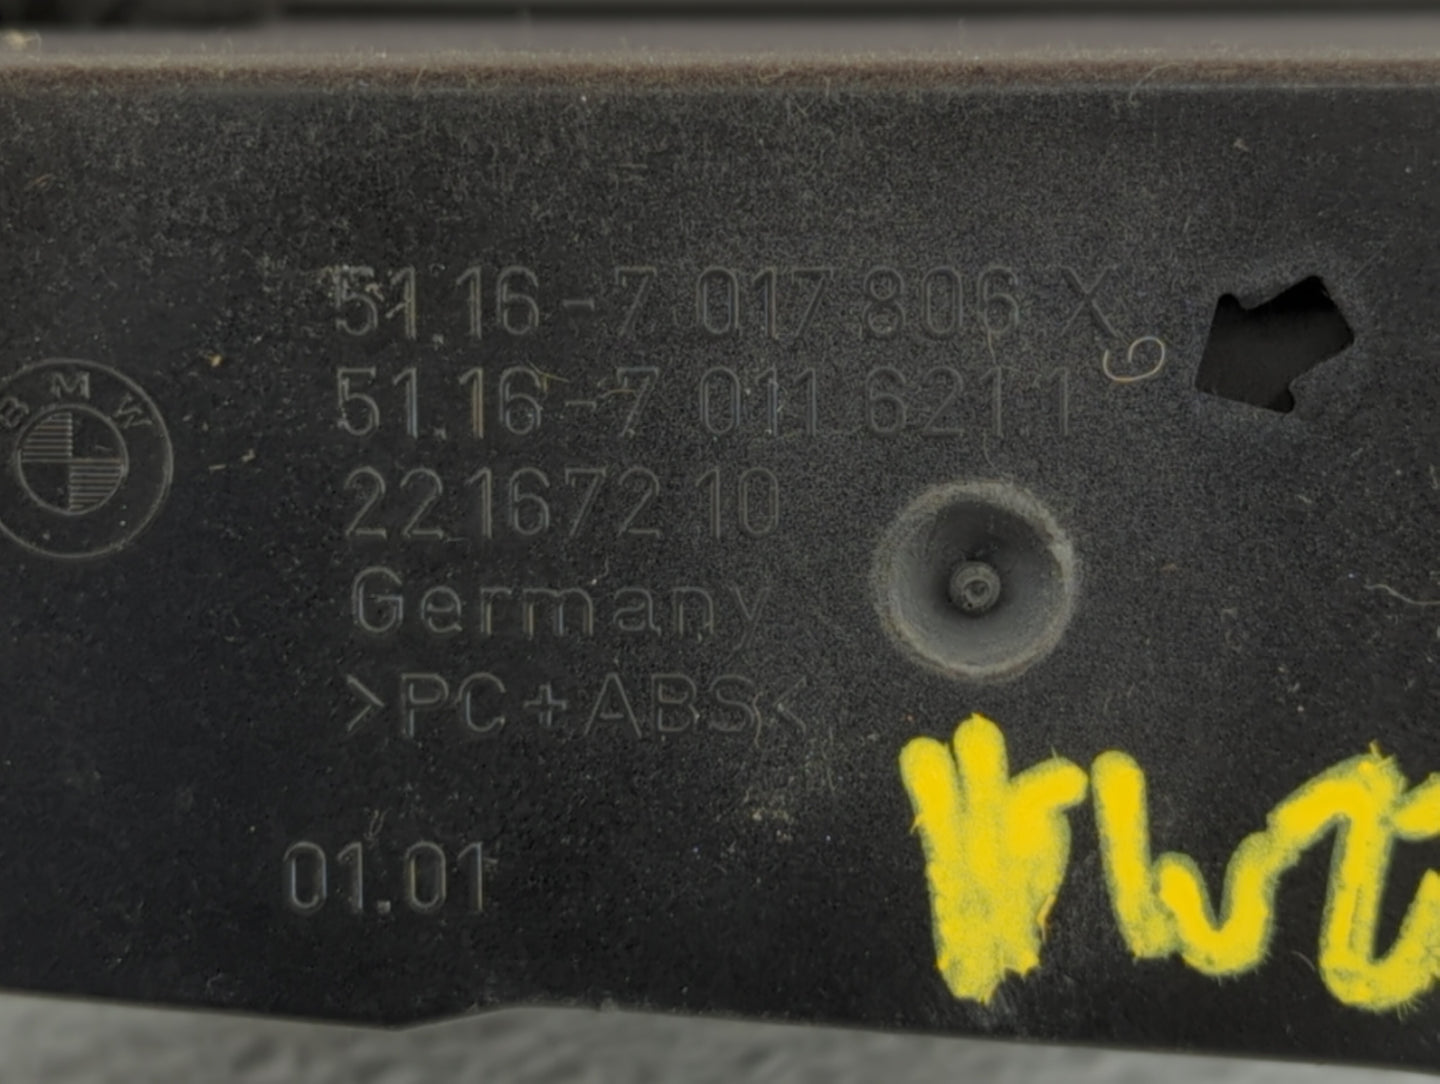 BMW
51.16-7 017 806 X
51.16-7 011 621.1
22 1672 10
Germany
>PC+ABS<
01.01